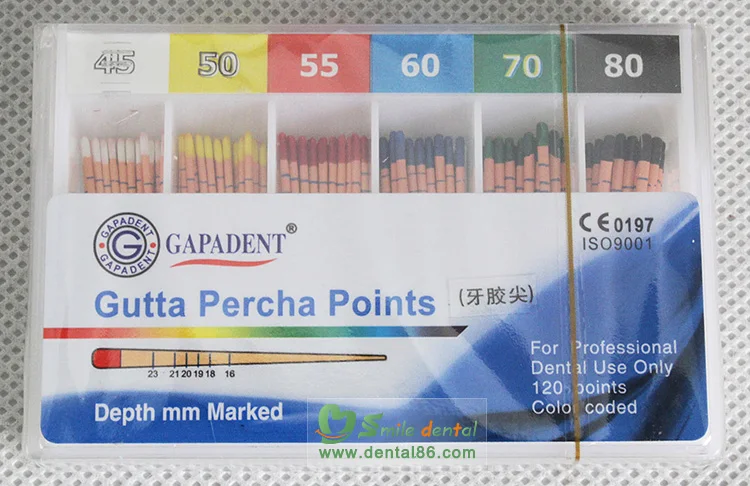 45 50 55 60 70 80
GAPADENT
G
GAPADENT
GAPADENT®
CE 0197
ISO9001
Gutta Percha Points (牙胶尖)
23 21 20 19 18 16
Depth mm Marked
For Professional
Dental Use Only
120 points
Color coded
Smile dental
www.dental86.com